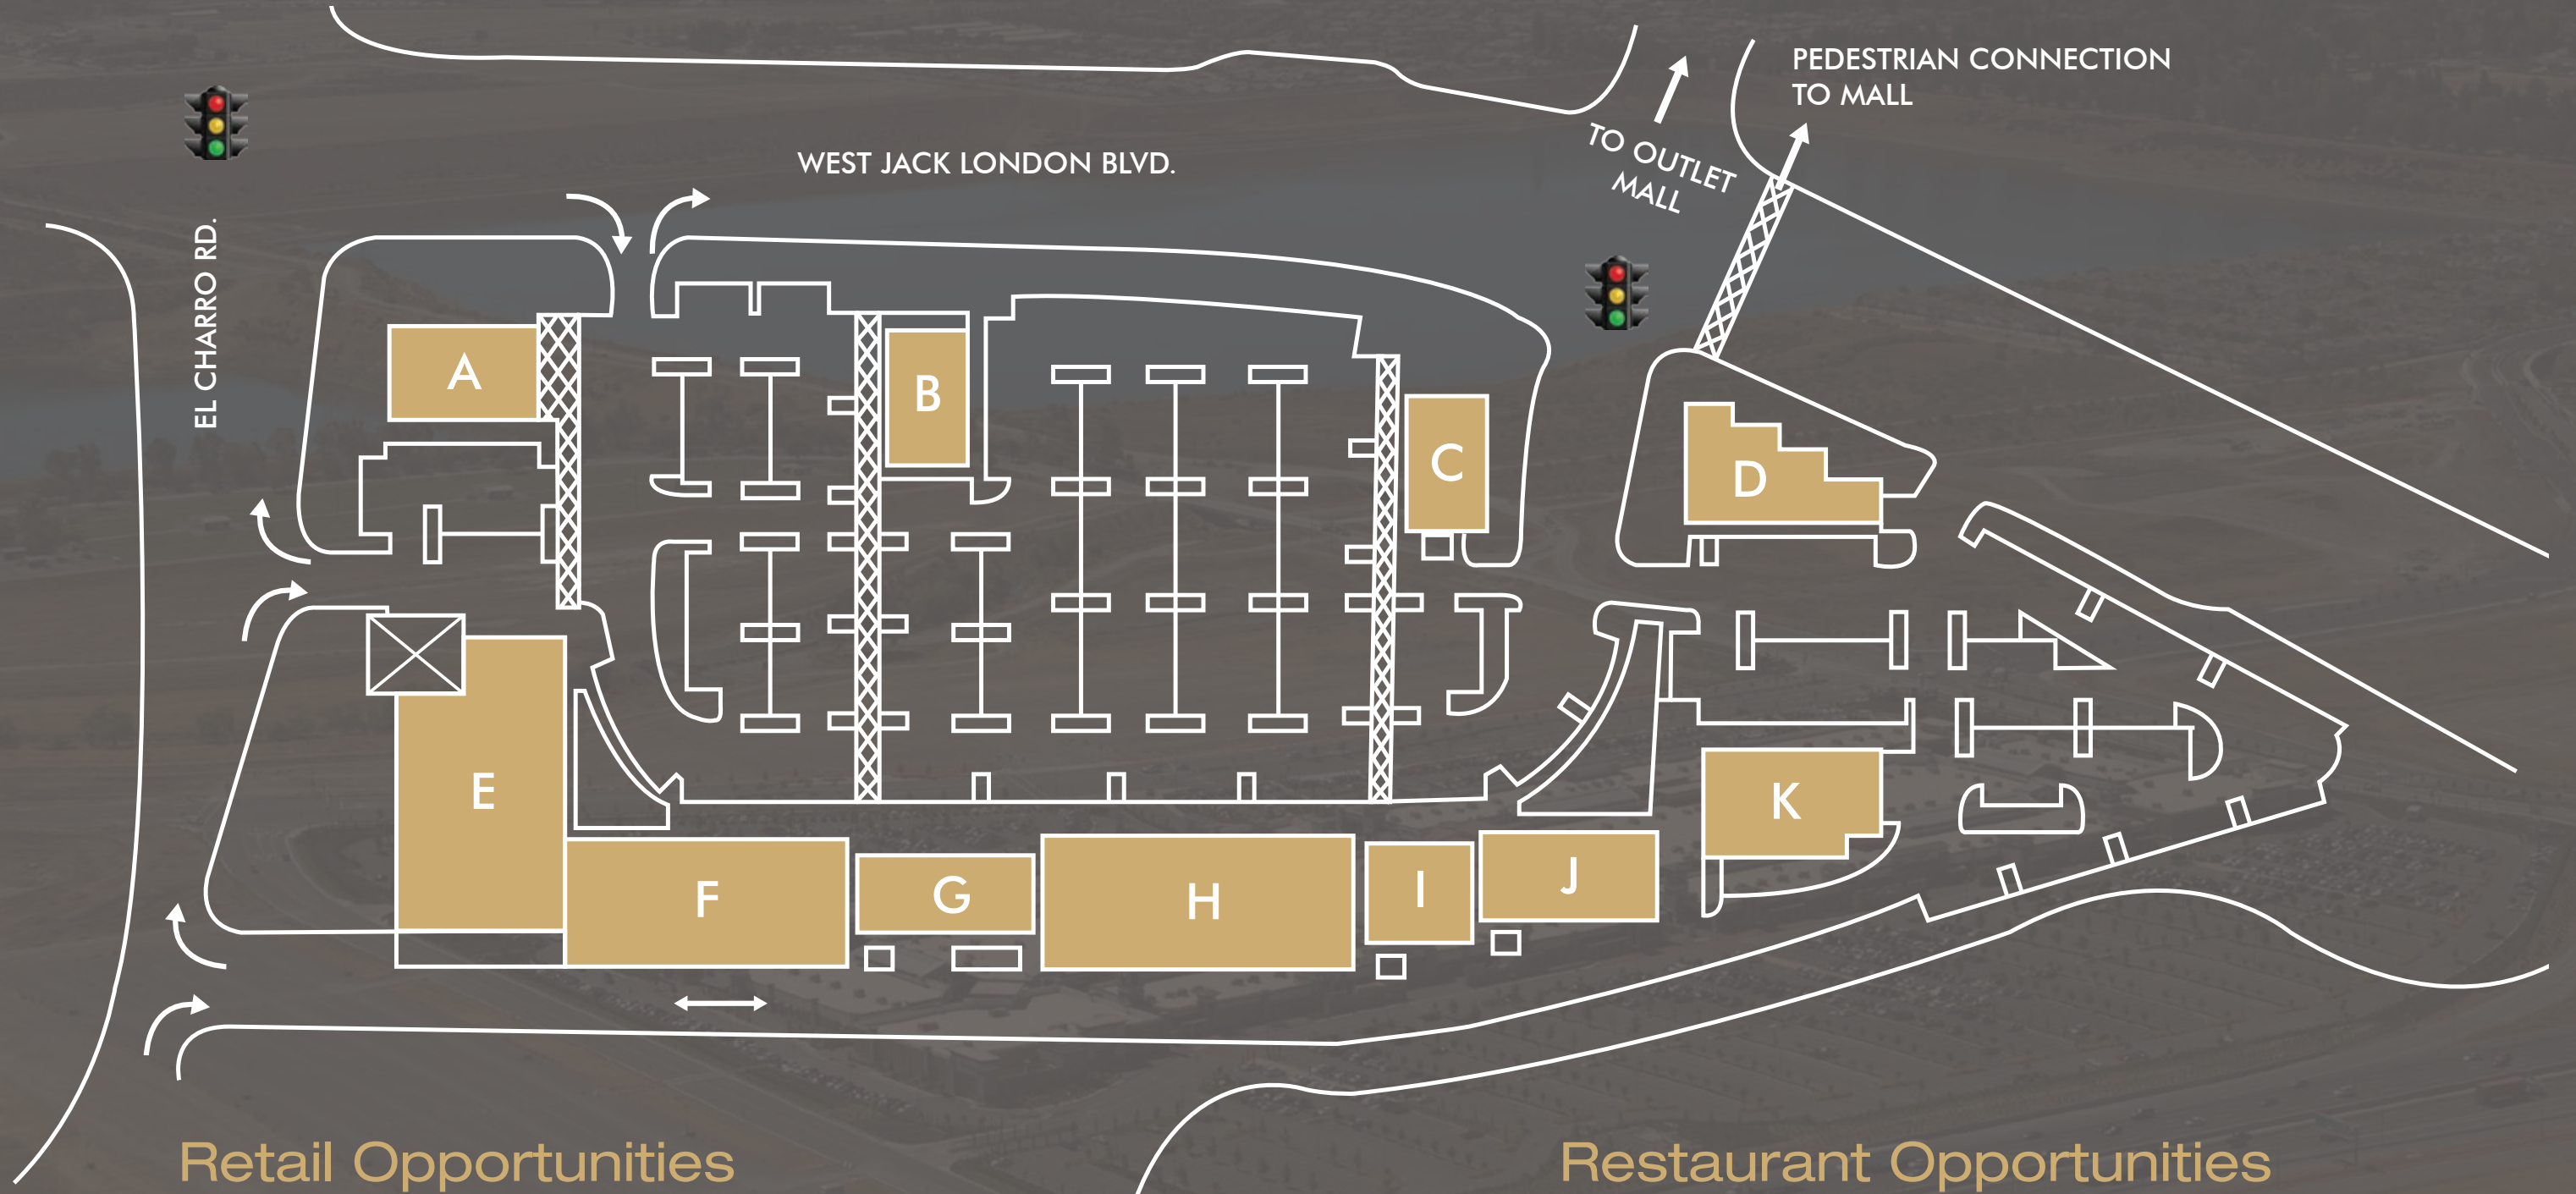 PEDESTRIAN CONNECTION
TO MALL
TO OUTLET
MALL
WEST JACK LONDON BLVD.
EL CHARRO RD.
A
B
C
D
E
F
G
H
I
J
K
Retail Opportunities
Restaurant Opportunities